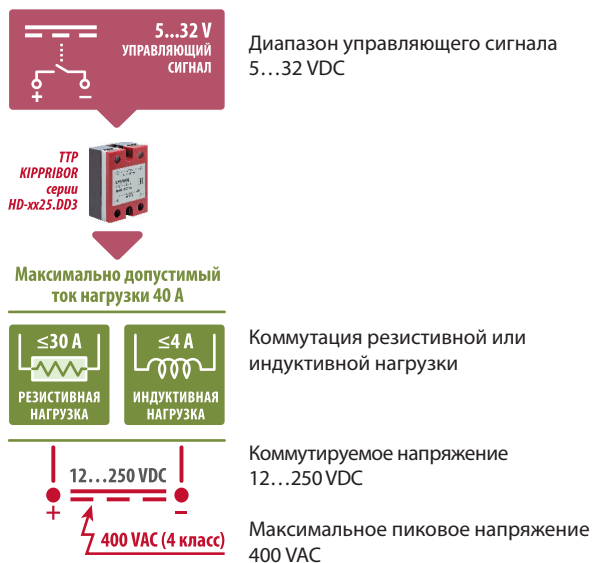 5...32 V
УПРАВЛЯЮЩИЙ
СИГНАЛ
+ –
Диапазон управляющего сигнала
5…32 VDC
ТТР
KIPPRIBOR
серии
HD-xx25.DD3
Максимально допустимый
ток нагрузки 40 А
≤30 А
РЕЗИСТИВНАЯ
НАГРУЗКА
≤4 А
ИНДУКТИВНАЯ
НАГРУЗКА
Коммутация резистивной или
индуктивной нагрузки
12…250 VDC
+ –
400 VAC (4 класс)
Коммутируемое напряжение
12…250 VDC
Максимальное пиковое напряжение
400 VAC